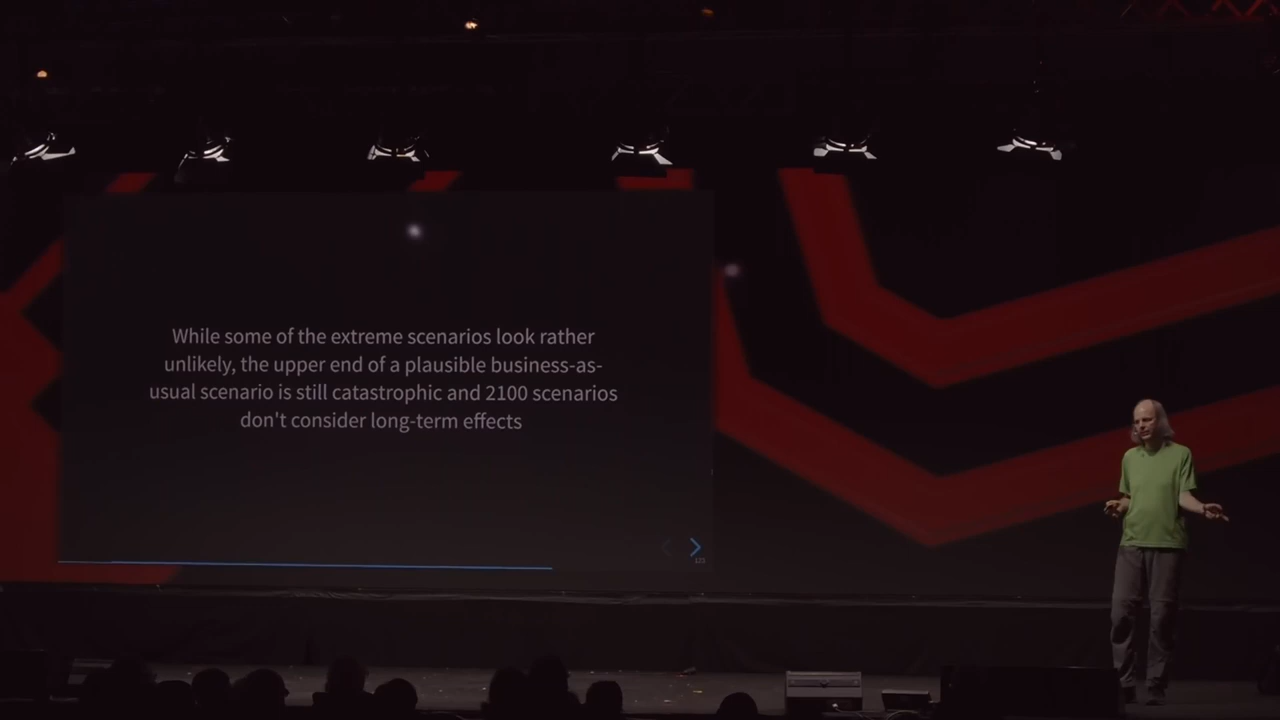 While some of the extreme scenarios look rather
unlikely, the upper end of a plausible business-as-
usual scenario is still catastrophic and 2100 scenarios
don't consider long-term effects